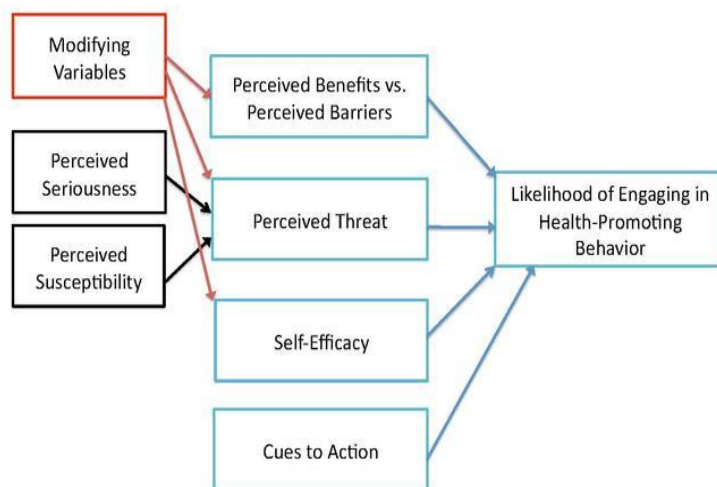 Modifying
Variables
Perceived Benefits vs.
Perceived Barriers
Perceived
Seriousness
Perceived Threat
Likelihood of Engaging in
Health-Promoting
Behavior
Perceived
Susceptibility
Self-Efficacy
Cues to Action